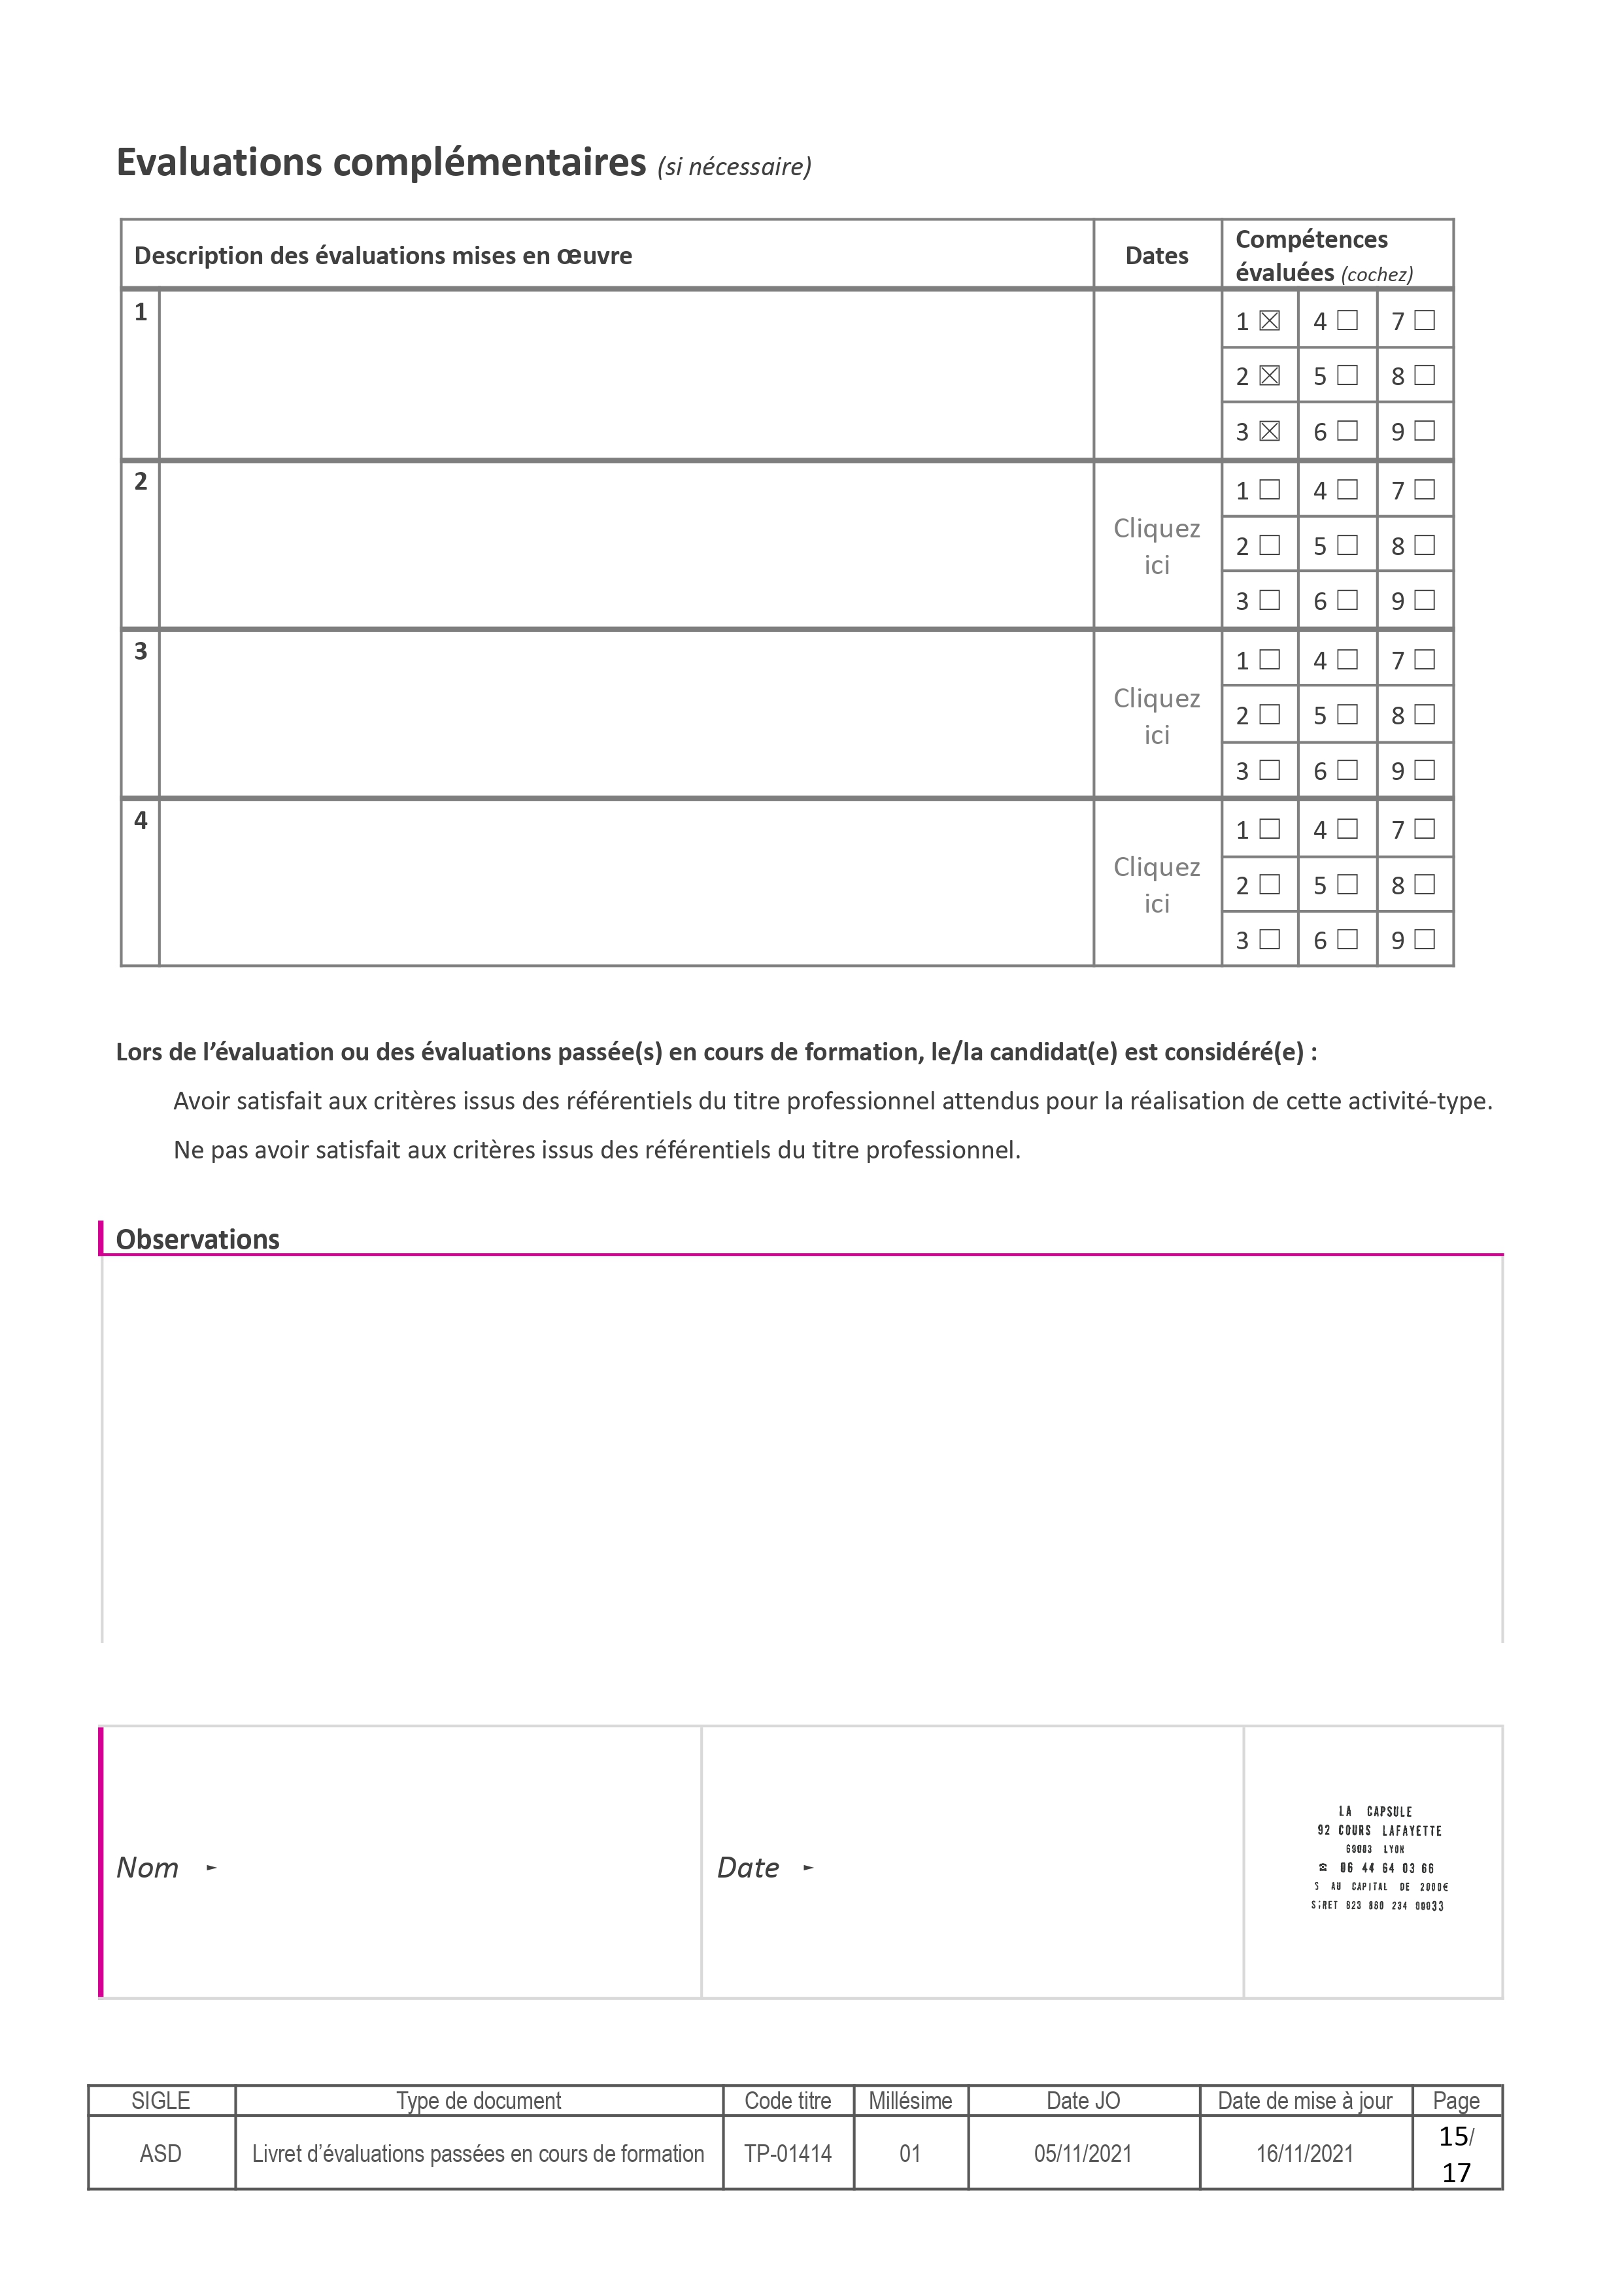 Evaluations complémentaires (si nécessaire)
Description des évaluations mises en œuvre Dates Compétences évaluées (cochez)
1
1 ☒ 4 ☐ 7 ☐
2 ☒ 5 ☐ 8 ☐
3 ☒ 6 ☐ 9 ☐
2
Cliquez ici
1 ☐ 4 ☐ 7 ☐
2 ☐ 5 ☐ 8 ☐
3 ☐ 6 ☐ 9 ☐
3
Cliquez ici
1 ☐ 4 ☐ 7 ☐
2 ☐ 5 ☐ 8 ☐
3 ☐ 6 ☐ 9 ☐
4
Cliquez ici
1 ☐ 4 ☐ 7 ☐
2 ☐ 5 ☐ 8 ☐
3 ☐ 6 ☐ 9 ☐
Lors de l’évaluation ou des évaluations passée(s) en cours de formation, le/la candidat(e) est considéré(e) :
Avoir satisfait aux critères issus des référentiels du titre professionnel attendus pour la réalisation de cette activité-type.
Ne pas avoir satisfait aux critères issus des référentiels du titre professionnel.
Observations
Nom ► Date ►
LA CAPSULE
92 COURS LAFAYETTE
69003 LYON
☎ 06 44 64 03 66
S AU CAPITAL DE 2000€
SIRET 823 860 234 00033
SIGLE Type de document Code titre Millésime Date JO Date de mise à jour Page
ASD Livret d’évaluations passées en cours de formation TP-01414 01 05/11/2021 16/11/2021 15/17